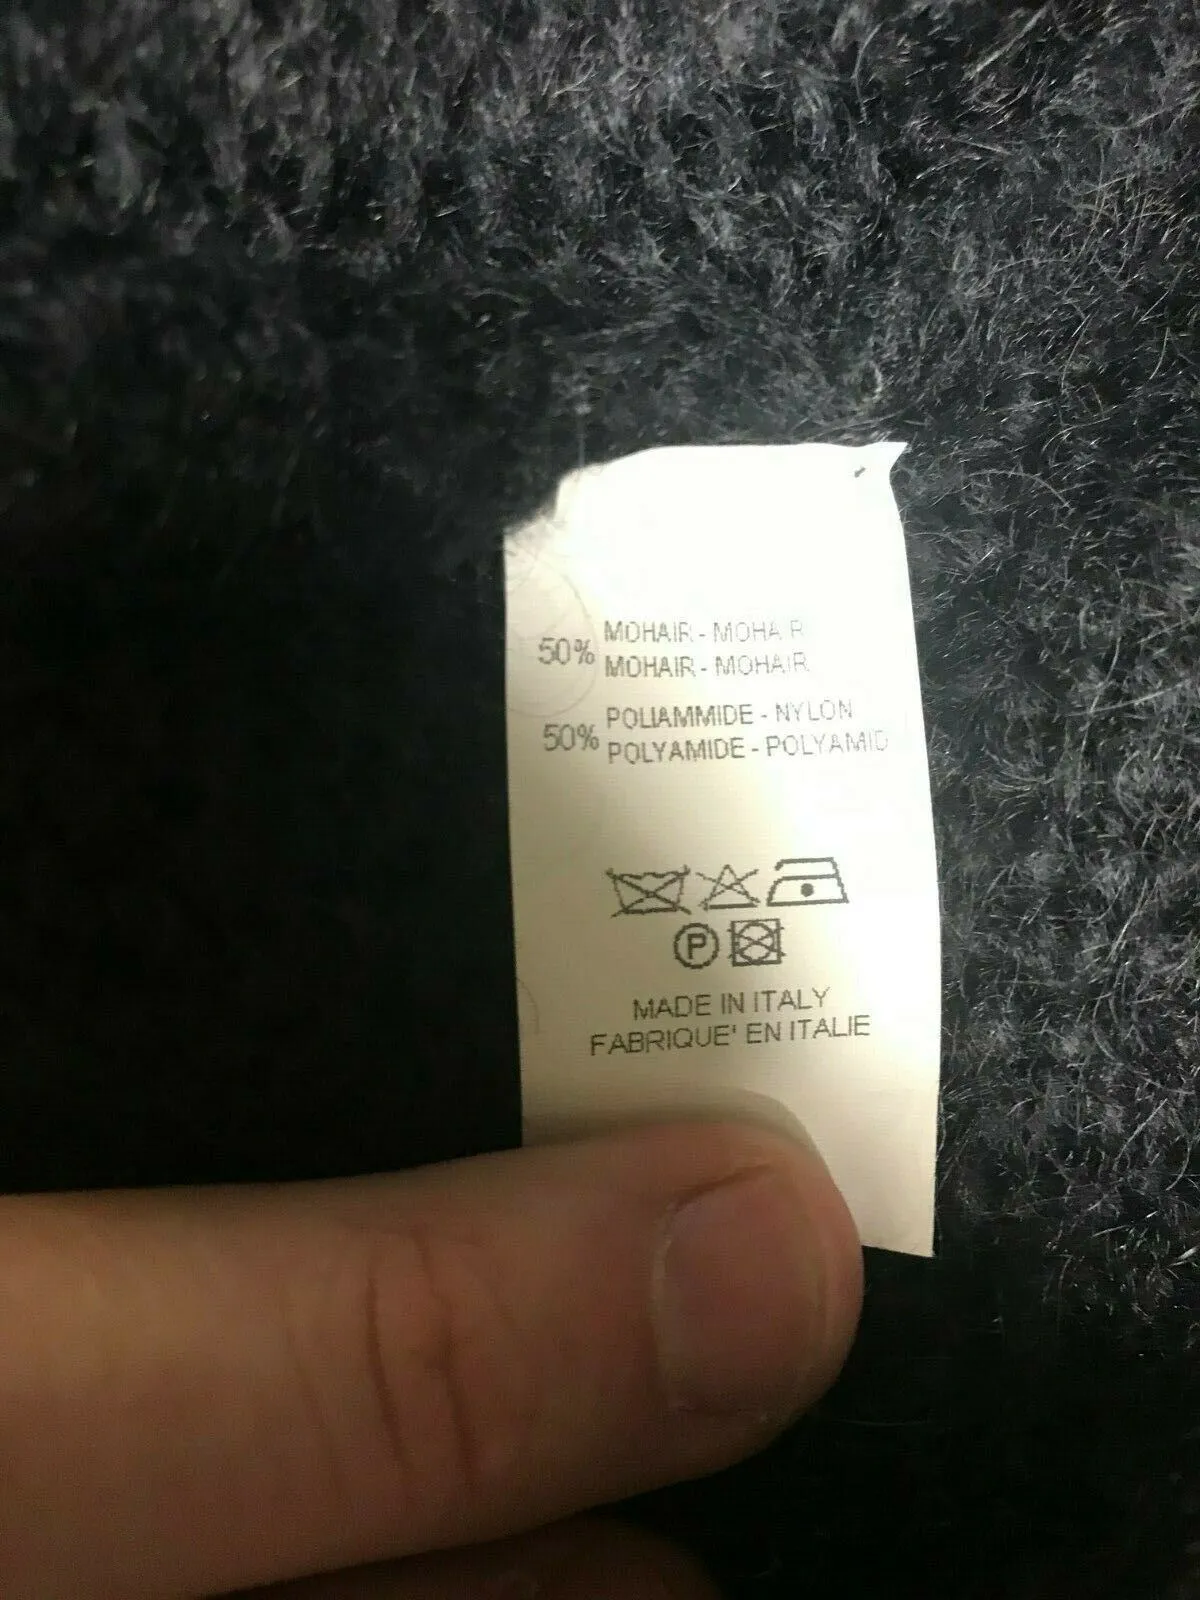 50% MOHAIR - MOHAIR
MOHAIR - MOHAIR
50% POLIAMMIDE - NYLON
POLYAMIDE - POLYAMID
P
MADE IN ITALY
FABRIQUE' EN ITALIE